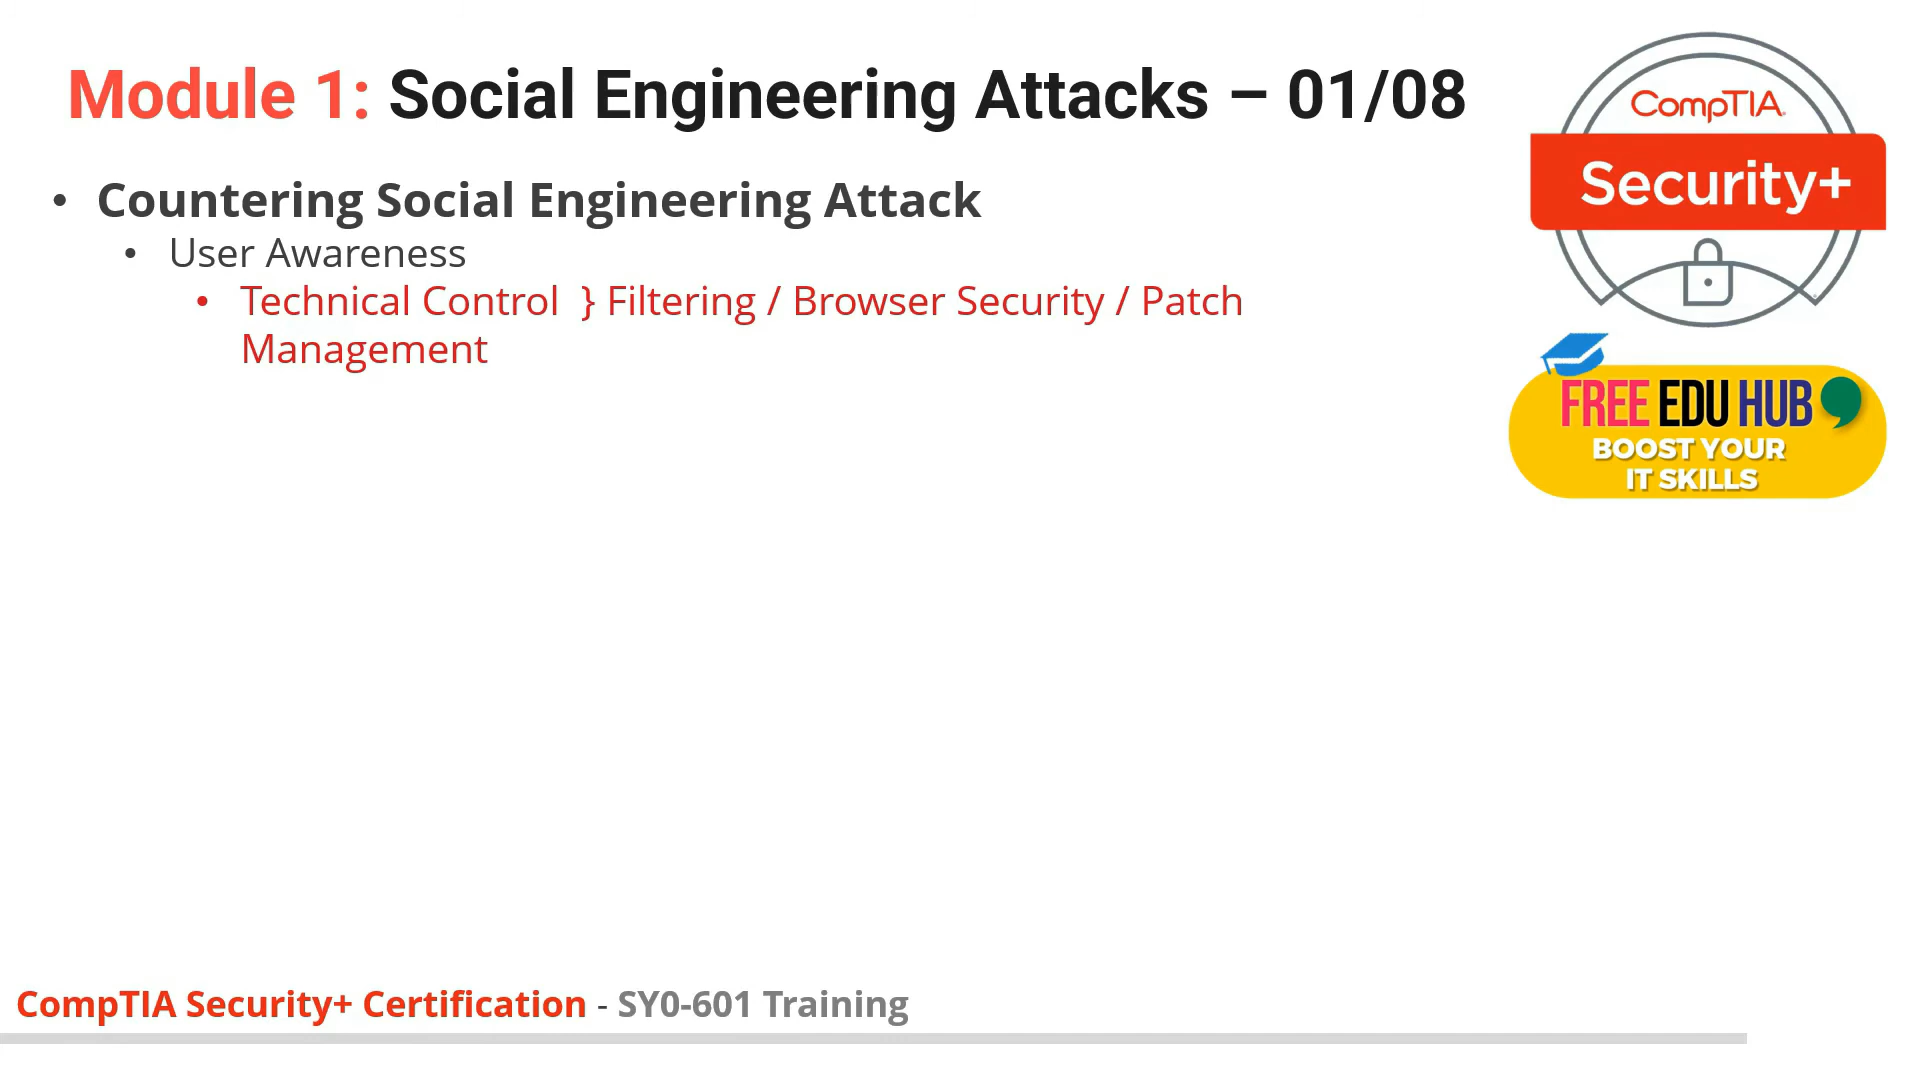 Module 1: Social Engineering Attacks – 01/08
• Countering Social Engineering Attack
• User Awareness
• Technical Control } Filtering / Browser Security / Patch
Management
CompTIA.
Security+
FREE EDU HUB
BOOST YOUR
IT SKILLS
CompTIA Security+ Certification - SY0-601 Training